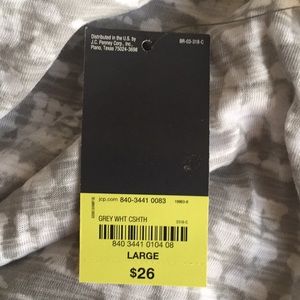 Distributed in the U.S. by
J.C. Penney Corp., Inc.,
Plano, Texas 75024-3698
BR-03-318-C
jcp.com 840-3441 0083
GREY WHT CSHTH
0318-C
840 3441 0104 08
LARGE
$26